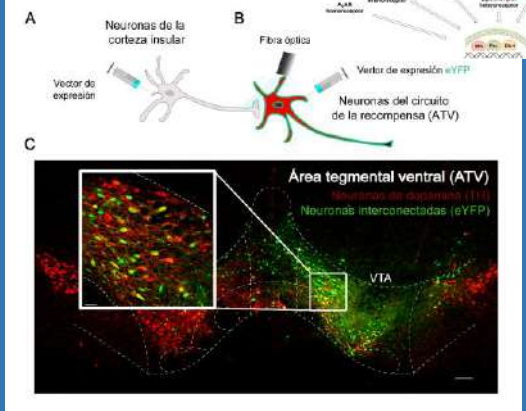 A
Neuronas de la
corteza insular
Vector de
expresión
B
Fibra óptica
Vertor de expresión eYFP
Neuronas del circuito
de la recompensa (ATV)
C
Área tegmental ventral (ATV)
Neuronas de dopamina (TH)
Neuronas interconectadas (eYFP)
VTA